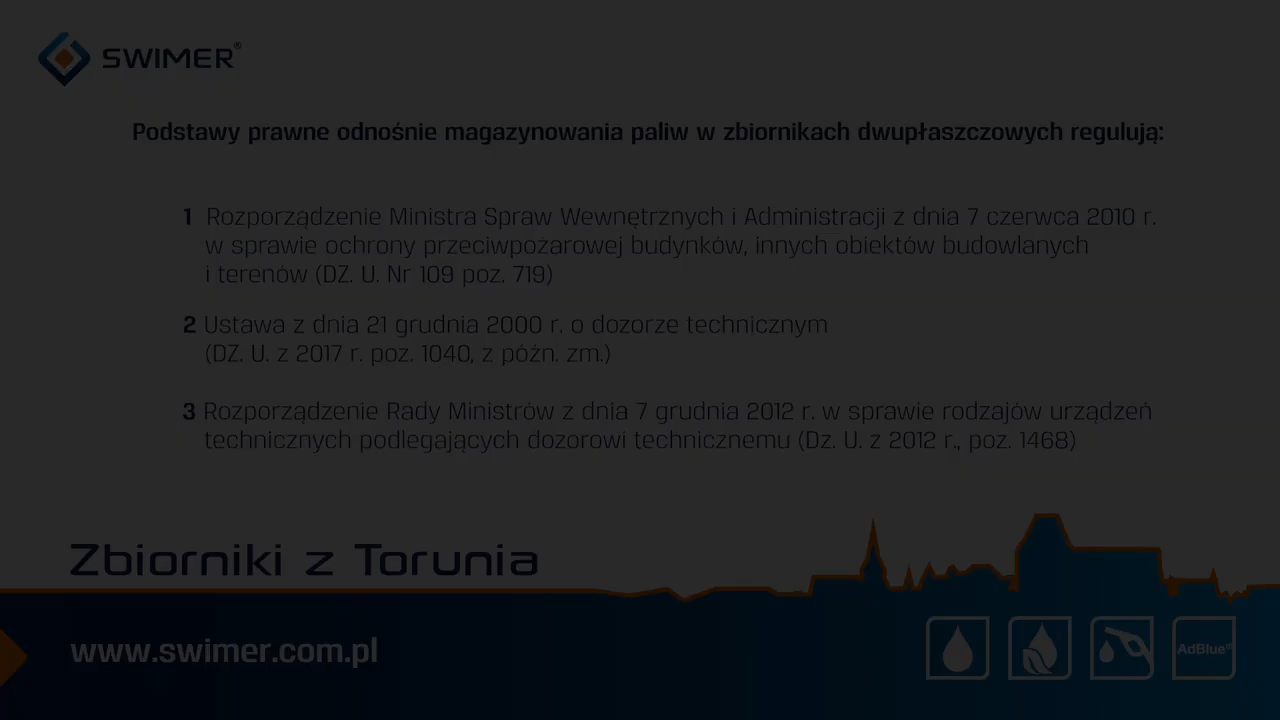 SWIMER®
Podstawy prawne odnośnie magazynowania paliw w zbiornikach dwupłaszczowych regulują:
1 Rozporządzenie Ministra Spraw Wewnętrznych i Administracji z dnia 7 czerwca 2010 r.
w sprawie ochrony przeciwpożarowej budynków, innych obiektów budowlanych
i terenów (DZ. U. Nr 109 poz. 719)
2 Ustawa z dnia 21 grudnia 2000 r. o dozorze technicznym
(DZ. U. z 2017 r. poz. 1040, z późn. zm.)
3 Rozporządzenie Rady Ministrów z dnia 7 grudnia 2012 r. w sprawie rodzajów urządzeń
technicznych podlegających dozorowi technicznemu (Dz. U. z 2012 r., poz. 1468)
Zbiorniki z Torunia
www.swimer.com.pl
AdBlue®